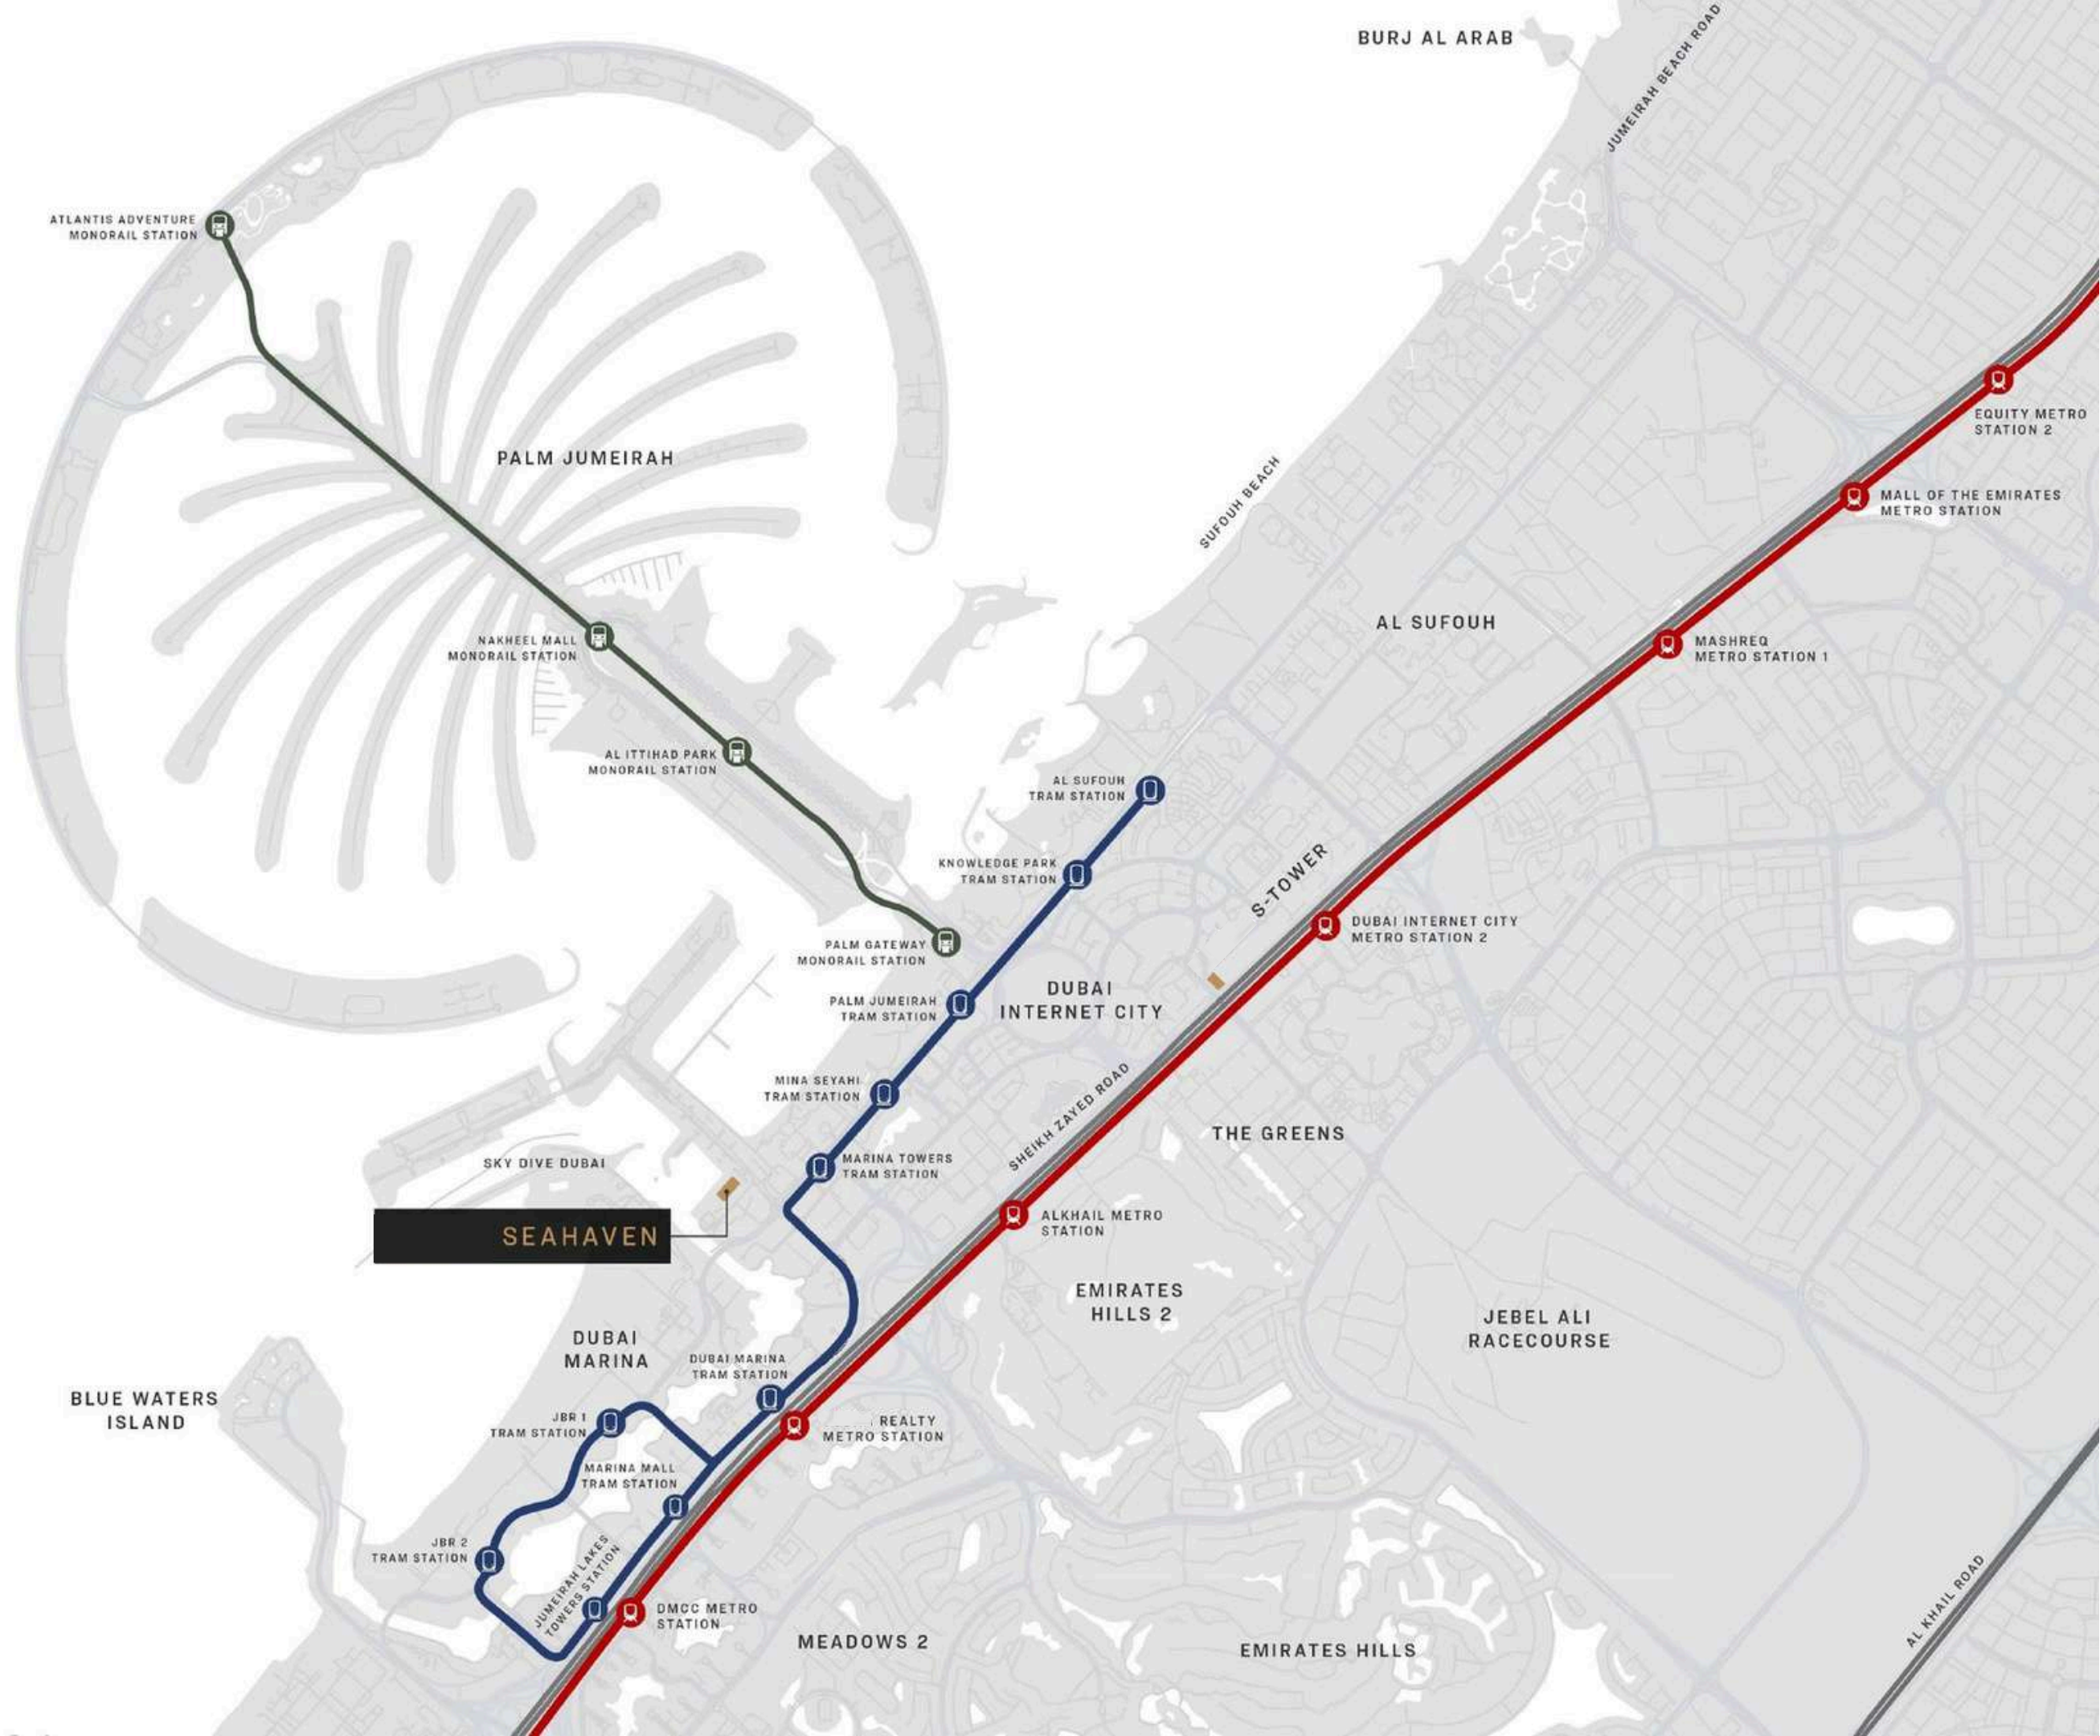 BURJ AL ARAB
JUMEIRAH BEACH ROAD
ATLANTIS ADVENTURE
MONORAIL STATION
EQUITY METRO
STATION 2
PALM JUMEIRAH
MALL OF THE EMIRATES
METRO STATION
SUFOUH BEACH
AL SUFOUH
NAKHEEL MALL
MONORAIL STATION
MASHREQ
METRO STATION 1
AL ITTIHAD PARK
MONORAIL STATION
AL SUFOUH
TRAM STATION
KNOWLEDGE PARK
TRAM STATION
S-TOWER
DUBAI INTERNET CITY
METRO STATION 2
PALM GATEWAY
MONORAIL STATION
DUBAI
INTERNET CITY
PALM JUMEIRAH
TRAM STATION
MINA SEYAHI
TRAM STATION
SHEIKH ZAYED ROAD
THE GREENS
SKY DIVE DUBAI
MARINA TOWERS
TRAM STATION
SEAHAVEN
ALKHAIL METRO
STATION
EMIRATES
HILLS 2
JEBEL ALI
RACECOURSE
DUBAI
MARINA
DUBAI MARINA
TRAM STATION
BLUE WATERS
ISLAND
JBR 1
TRAM STATION
REALTY
METRO STATION
MARINA MALL
TRAM STATION
JBR 2
TRAM STATION
JUMEIRAH LAKES
TOWERS STATION
DMCC METRO
STATION
MEADOWS 2
EMIRATES HILLS
AL KHAIL ROAD